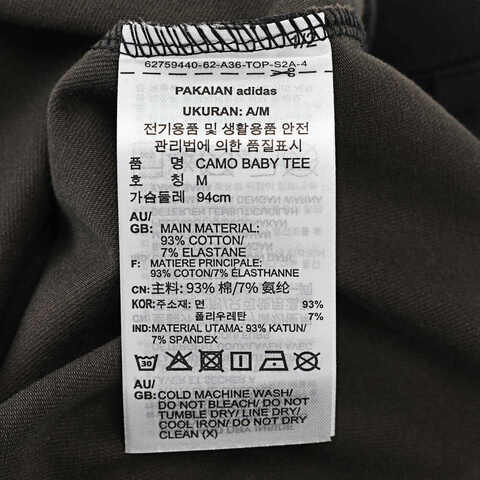 1/2
62759440-62-A36-TOP-S2A-4
PAKAIAN adidas
UKURAN: A/M
전기용품 및 생활용품 안전
관리법에 의한 품질표시
품 명 CAMO BABY TEE
호 칭 M
가슴둘레 94cm
AU/
GB: MAIN MATERIAL:
93% COTTON/
7% ELASTANE
F: MATIERE PRINCIPALE:
93% COTON/7% ÉLASTHANNE
CN: 主料: 93% 棉/7% 氨纶
KOR: 주소재: 면 93%
폴리우레탄 7%
IND: MATERIAL UTAMA: 93% KATUN/
7% SPANDEX
30
AU/
GB: COLD MACHINE WASH/
DO NOT BLEACH/ DO NOT
TUMBLE DRY/ LINE DRY/
COOL IRON/ DO NOT DRY
CLEAN (X)